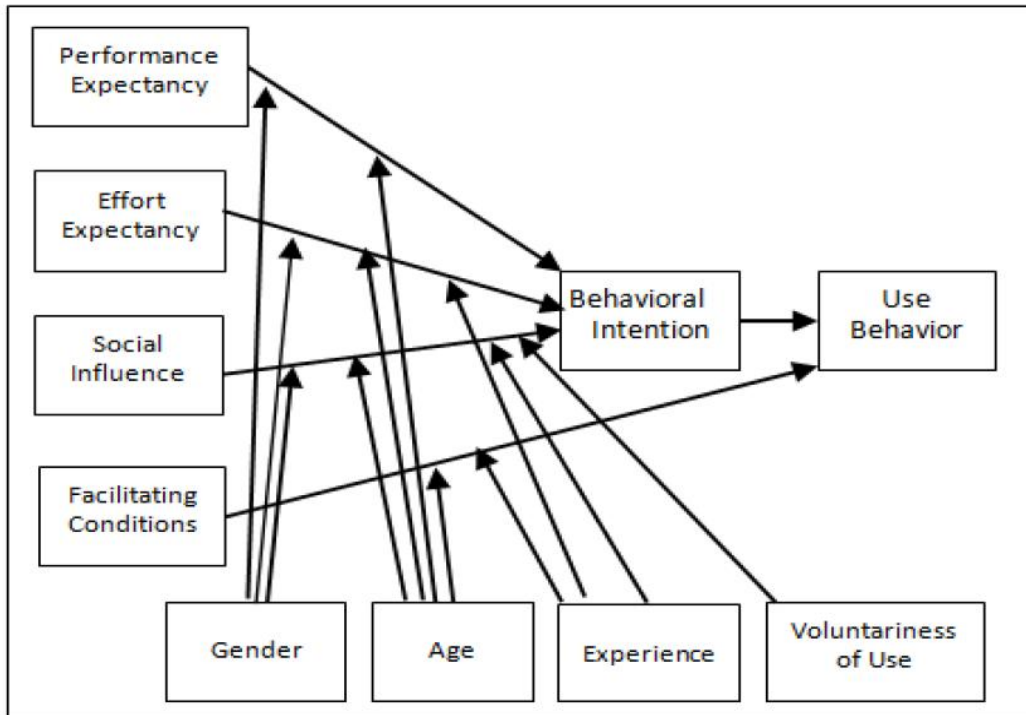 Performance
Expectancy
Effort
Expectancy
Social
Influence
Facilitating
Conditions
Behavioral
Intention
Use
Behavior
Gender
Age
Experience
Voluntariness
of Use